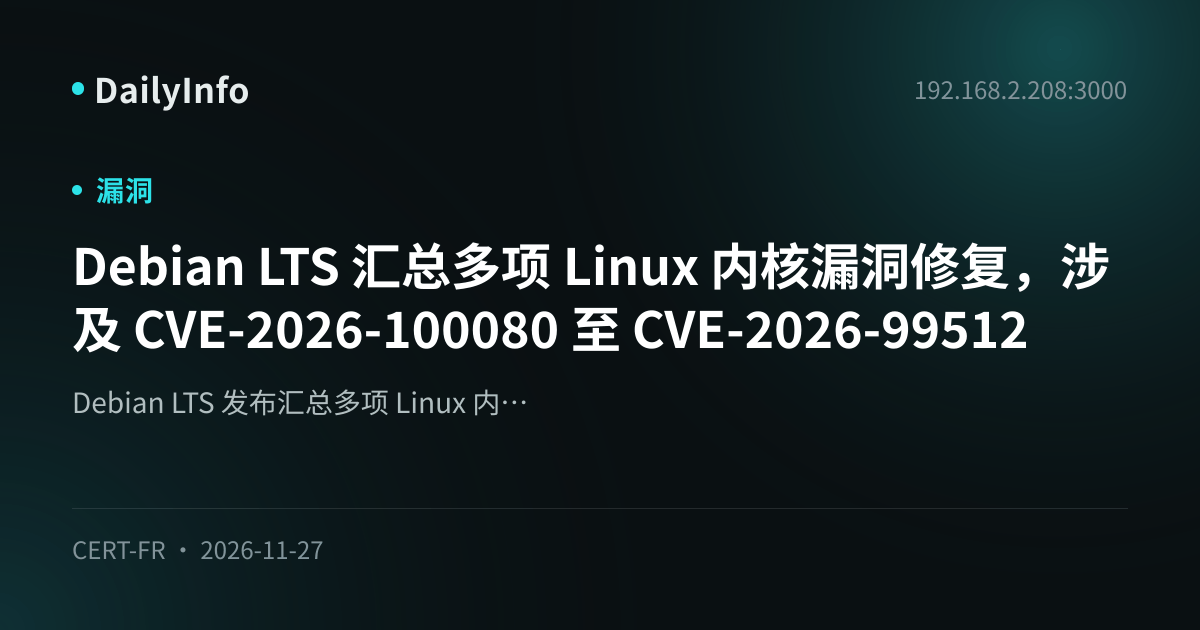 DailyInfo
192.168.2.208:3000
漏洞
Debian LTS 汇总多项 Linux 内核漏洞修复，涉
及 CVE-2026-100080 至 CVE-2026-99512
Debian LTS 发布汇总多项 Linux 内…
CERT-FR • 2026-11-27